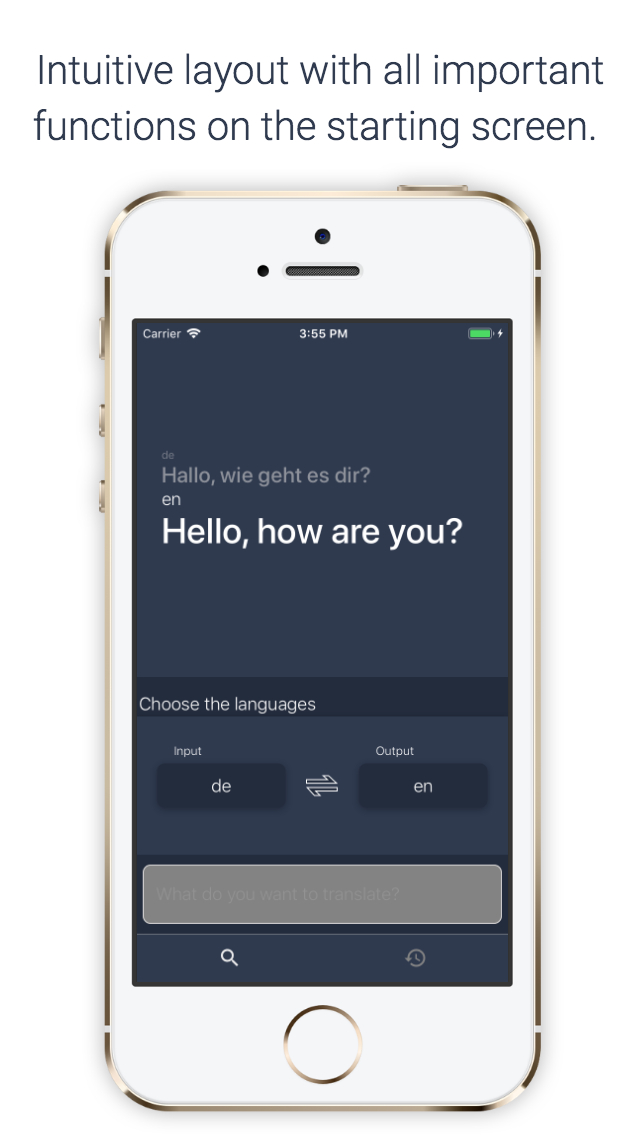 Intuitive layout with all important
functions on the starting screen.
Carrier 3:55 PM
de
Hallo, wie geht es dir?
en
Hello, how are you?
Choose the languages
Input Output
de en
What do you want to translate?